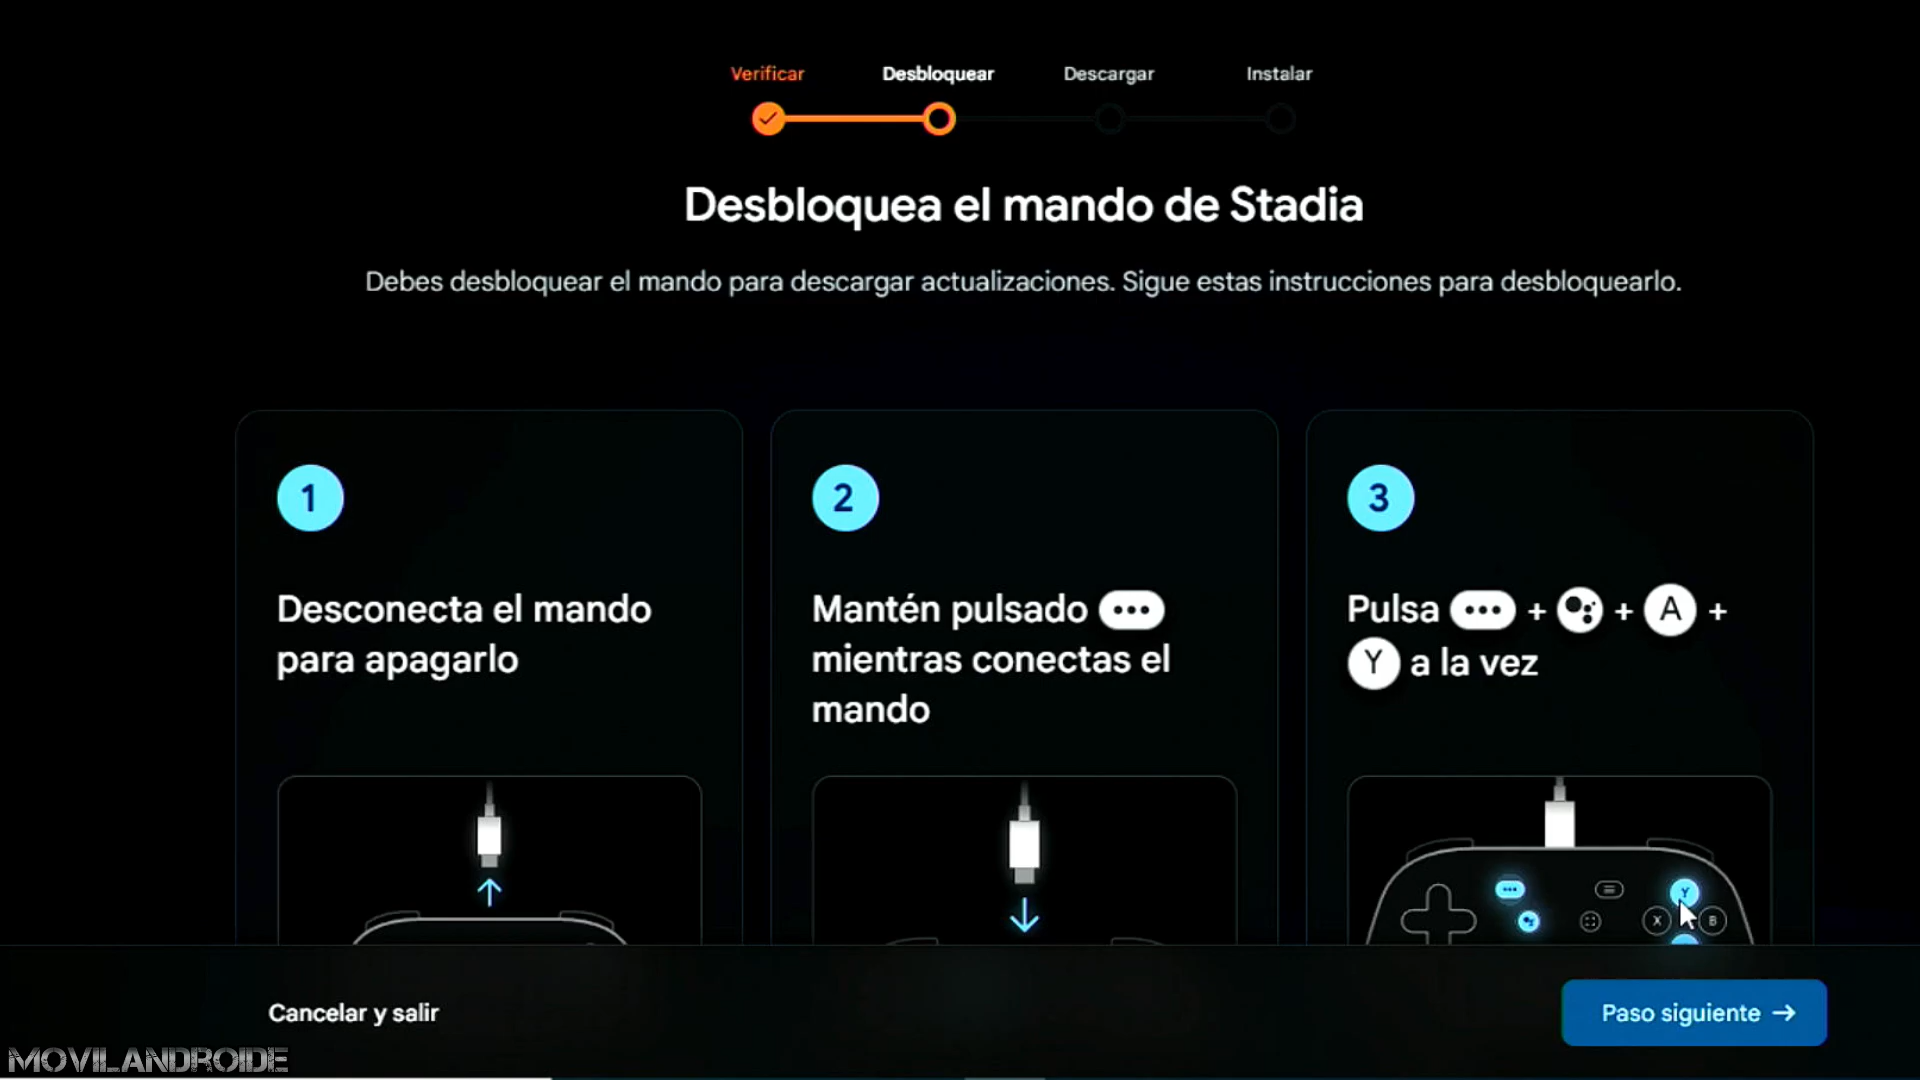 Verificar
Desbloquear
Descargar
Instalar
Desbloquea el mando de Stadia
Debes desbloquear el mando para descargar actualizaciones. Sigue estas instrucciones para desbloquearlo.
1
Desconecta el mando
para apagarlo
2
Mantén pulsado •••
mientras conectas el
mando
3
Pulsa ••• + + A +
Y a la vez
Y
X
B
Cancelar y salir
Paso siguiente →
MOVILANDROIDE